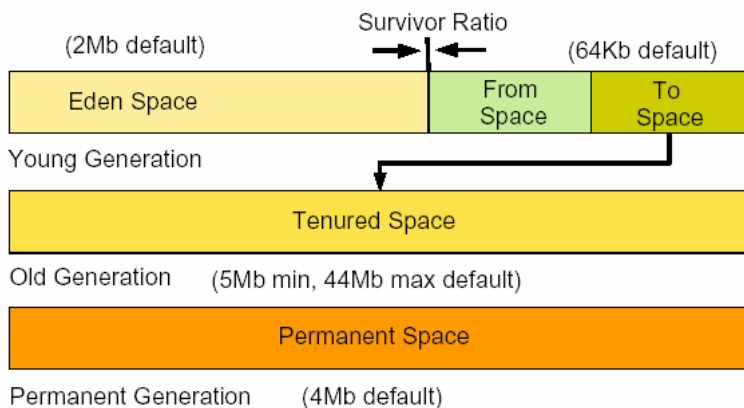 Survivor Ratio
(2Mb default)
(64Kb default)
Eden Space
From
Space
To
Space
Young Generation
Tenured Space
Old Generation (5Mb min, 44Mb max default)
Permanent Space
Permanent Generation (4Mb default)